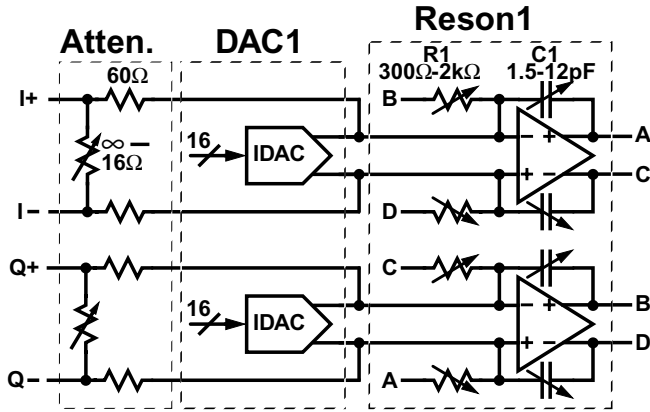 Atten. DAC1 Reson1
60Ω R1 C1
300Ω-2kΩ 1.5-12pF
I+ B
∞ − 16 IDAC − + A
16Ω + − C
I− D
Q+ C
16 IDAC − + B
+ − D
Q− A